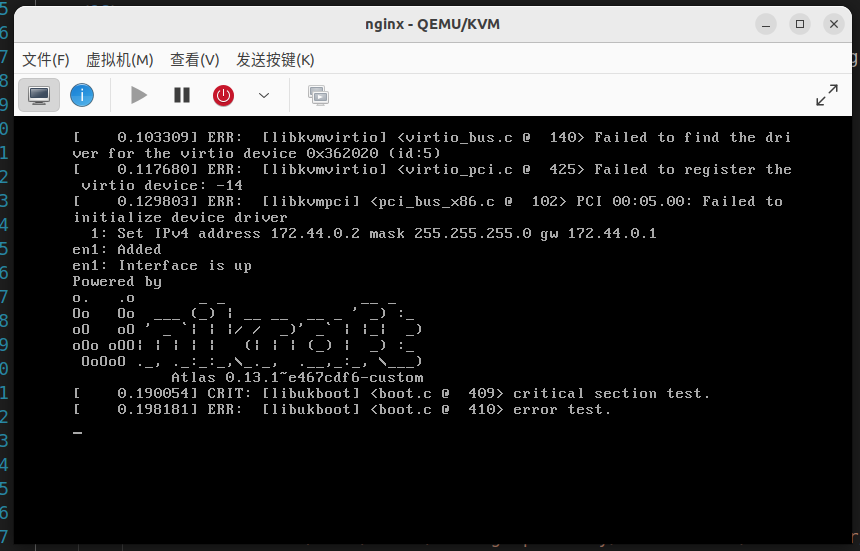 nginx - QEMU/KVM
文件(F) 虚拟机(M) 查看(V) 发送按键(K)
[    0.103309] ERR:  [libkvmvirtio] <virtio_bus.c @  140> Failed to find the dri
ver for the virtio device 0x362020 (id:5)
[    0.117680] ERR:  [libkvmvirtio] <virtio_pci.c @  425> Failed to register the
 virtio device: -14
[    0.129803] ERR:  [libkvmpci] <pci_bus_x86.c @  102> PCI 00:05.00: Failed to
initialize device driver
  1: Set IPv4 address 172.44.0.2 mask 255.255.255.0 gw 172.44.0.1
en1: Added
en1: Interface is up
Powered by
o.   .o       _ _               __ _
Oo   Oo  ___ (_) | __ __  __ _ ' _) :_
oO   oO ' _ `| | |/ /  _)' _` | |_|  _)
oOo oOO| | | | |   (| | | (_) |  _) :_
 OoOoO ._, ._:_:_,\_._,  .__,_:_, \___)
           Atlas 0.13.1~e467cdf6-custom
[    0.190054] CRIT: [libukboot] <boot.c @  409> critical section test.
[    0.198181] ERR:  [libukboot] <boot.c @  410> error test.